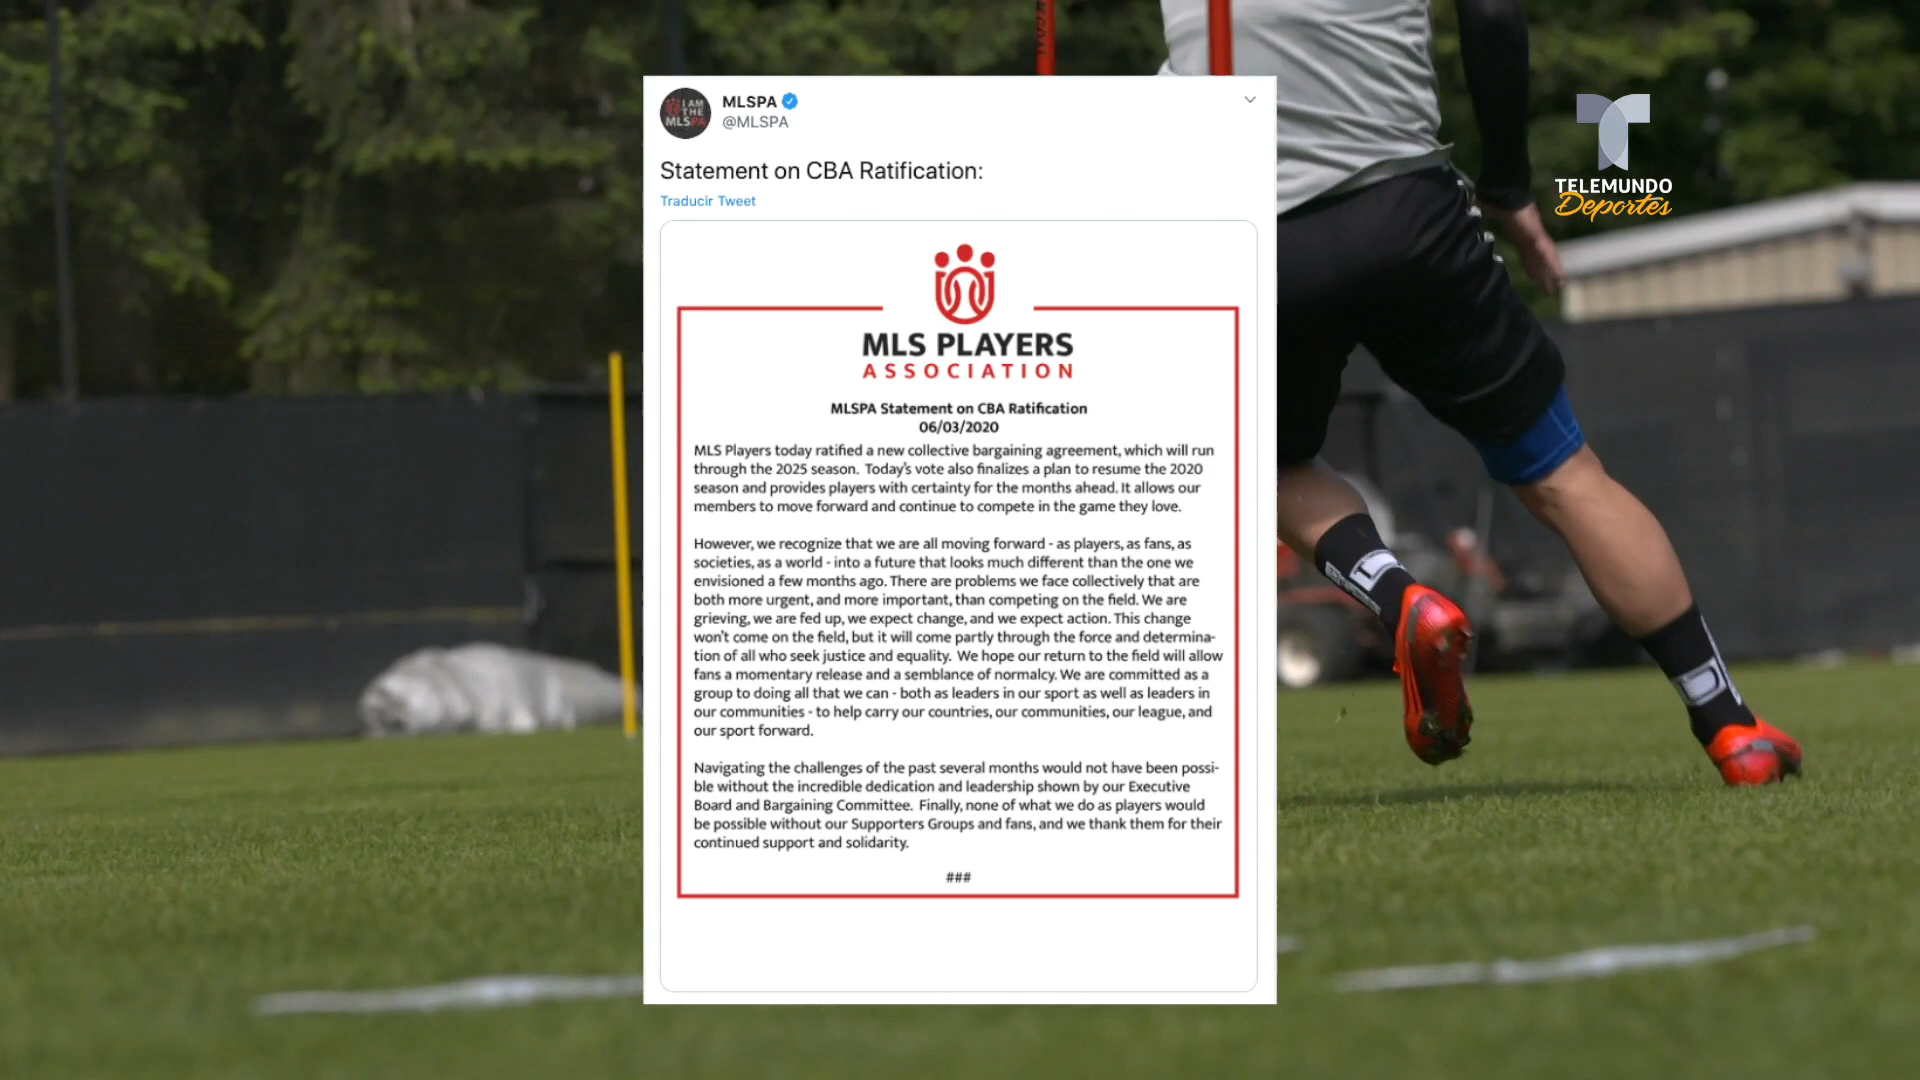 MLSPA
@MLSPA
I AM
THE
MLSPA
Statement on CBA Ratification:
Traducir Tweet
TELEMUNDO
Deportes
MLS PLAYERS
ASSOCIATION
MLSPA Statement on CBA Ratification
06/03/2020
MLS Players today ratified a new collective bargaining agreement, which will run
through the 2025 season. Today's vote also finalizes a plan to resume the 2020
season and provides players with certainty for the months ahead. It allows our
members to move forward and continue to compete in the game they love.
However, we recognize that we are all moving forward - as players, as fans, as
societies, as a world - into a future that looks much different than the one we
envisioned a few months ago. There are problems we face collectively that are
both more urgent, and more important, than competing on the field. We are
grieving, we are fed up, we expect change, and we expect action. This change
won't come on the field, but it will come partly through the force and determina-
tion of all who seek justice and equality. We hope our return to the field will allow
fans a momentary release and a semblance of normalcy. We are committed as a
group to doing all that we can - both as leaders in our sport as well as leaders in
our communities - to help carry our countries, our communities, our league, and
our sport forward.
Navigating the challenges of the past several months would not have been possi-
ble without the incredible dedication and leadership shown by our Executive
Board and Bargaining Committee. Finally, none of what we do as players would
be possible without our Supporters Groups and fans, and we thank them for their
continued support and solidarity.
###